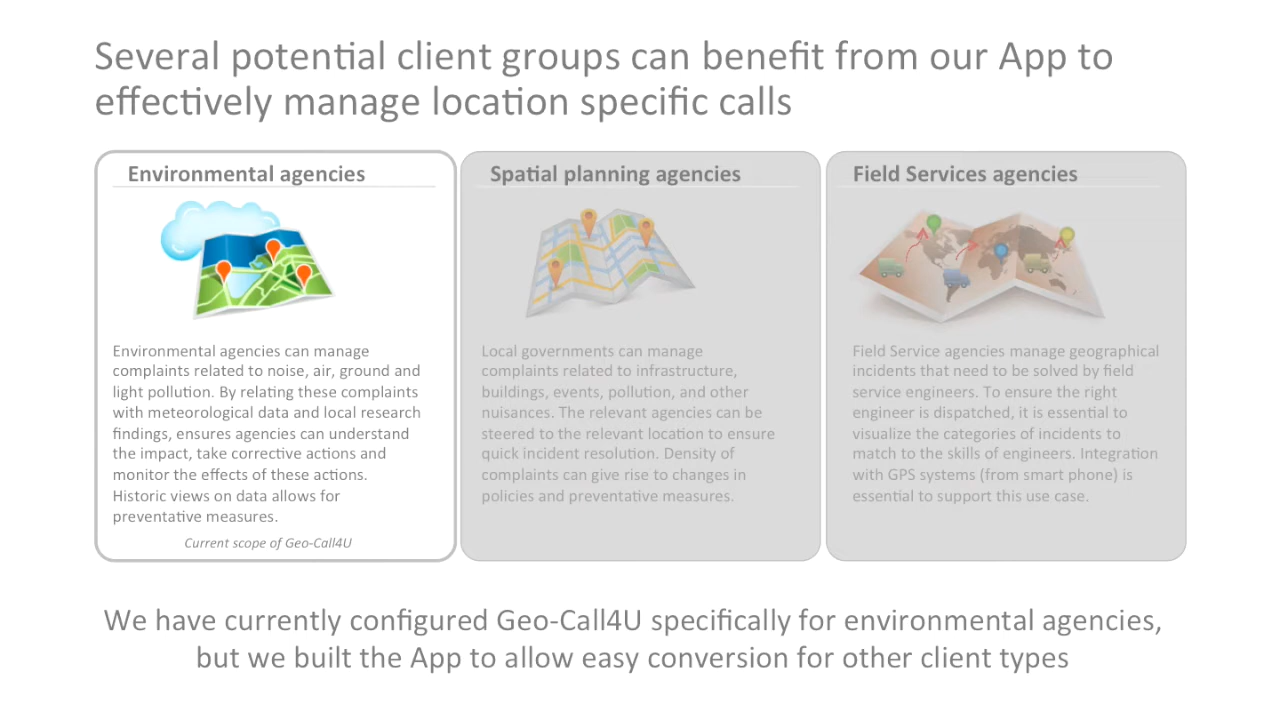 Several potential client groups can benefit from our App to
effectively manage location specific calls
Environmental agencies
Environmental agencies can manage
complaints related to noise, air, ground and
light pollution. By relating these complaints
with meteorological data and local research
findings, ensures agencies can understand
the impact, take corrective actions and
monitor the effects of these actions.
Historic views on data allows for
preventative measures.
Current scope of Geo-Call4U
Spatial planning agencies
Local governments can manage
complaints related to infrastructure,
buildings, events, pollution, and other
nuisances. The relevant agencies can be
steered to the relevant location to ensure
quick incident resolution. Density of
complaints can give rise to changes in
policies and preventative measures.
Field Services agencies
Field Service agencies manage geographical
incidents that need to be solved by field
service engineers. To ensure the right
engineer is dispatched, it is essential to
visualize the categories of incidents to
match to the skills of engineers. Integration
with GPS systems (from smart phone) is
essential to support this use case.
We have currently configured Geo-Call4U specifically for environmental agencies,
but we built the App to allow easy conversion for other client types